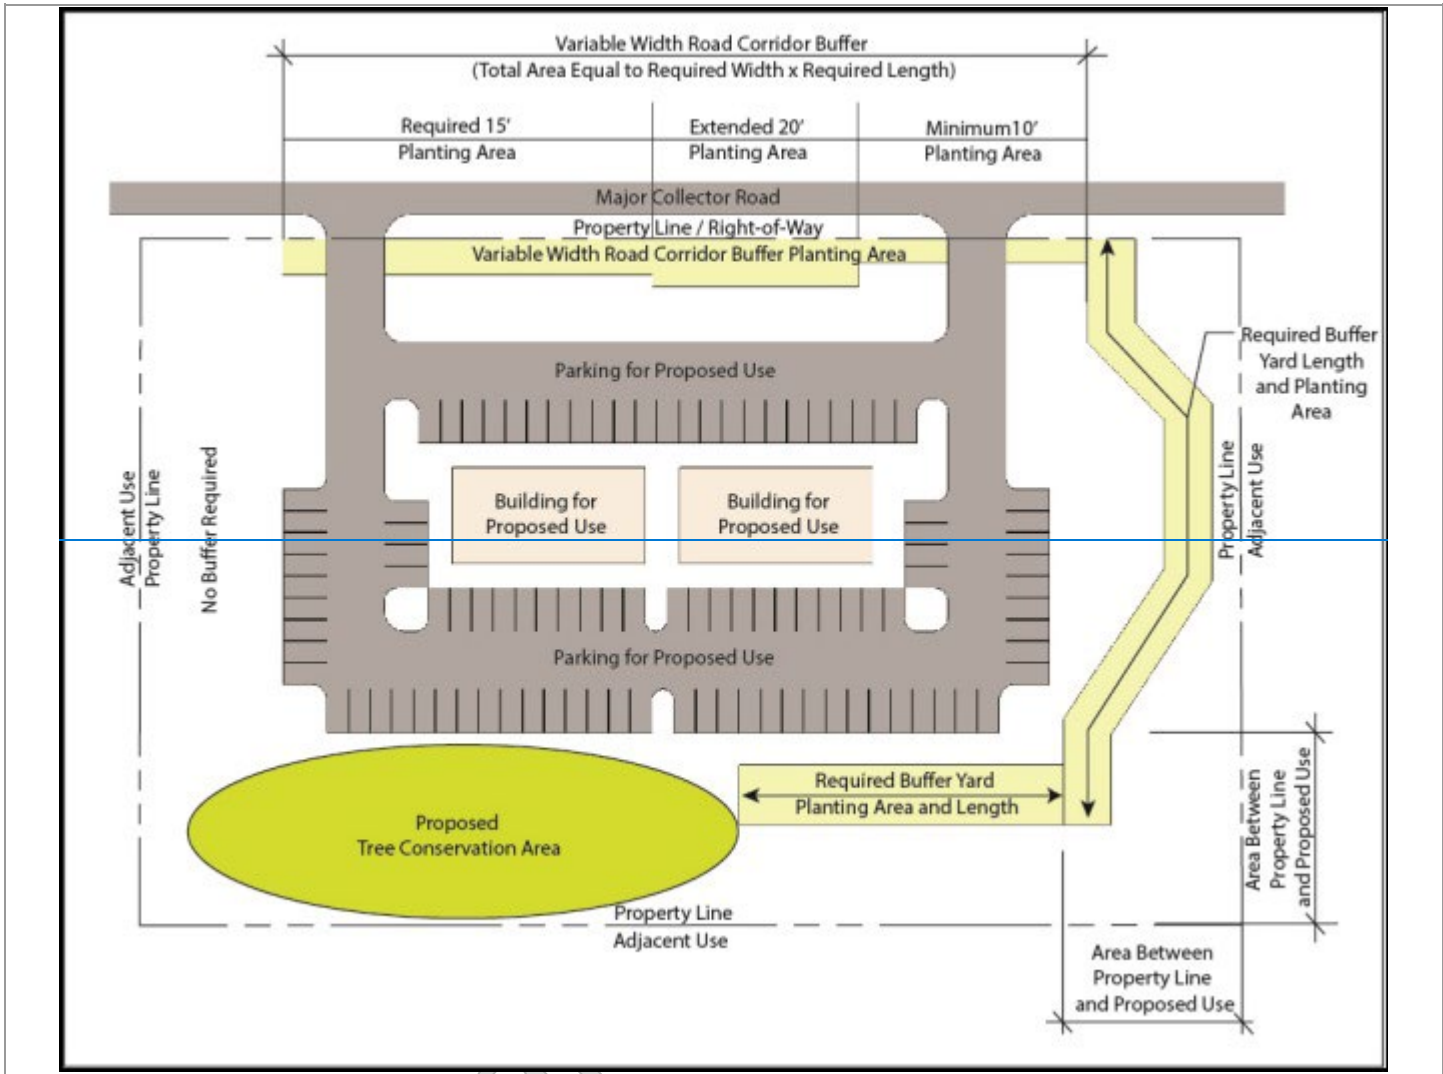 Variable Width Road Corridor Buffer
(Total Area Equal to Required Width x Required Length)
Required 15'
Planting Area
Extended 20'
Planting Area
Minimum10'
Planting Area
Major Collector Road
Property Line / Right-of-Way
Variable Width Road Corridor Buffer Planting Area
Required Buffer
Yard Length
and Planting
Area
Parking for Proposed Use
Adjacent Use
Property Line
No Buffer Required
Building for
Proposed Use
Building for
Proposed Use
Property Line
Adjacent Use
Parking for Proposed Use
Required Buffer Yard
Planting Area and Length
Proposed
Tree Conservation Area
Area Between
Property Line
and Proposed Use
Property Line
Adjacent Use
Area Between
Property Line
and Proposed Use